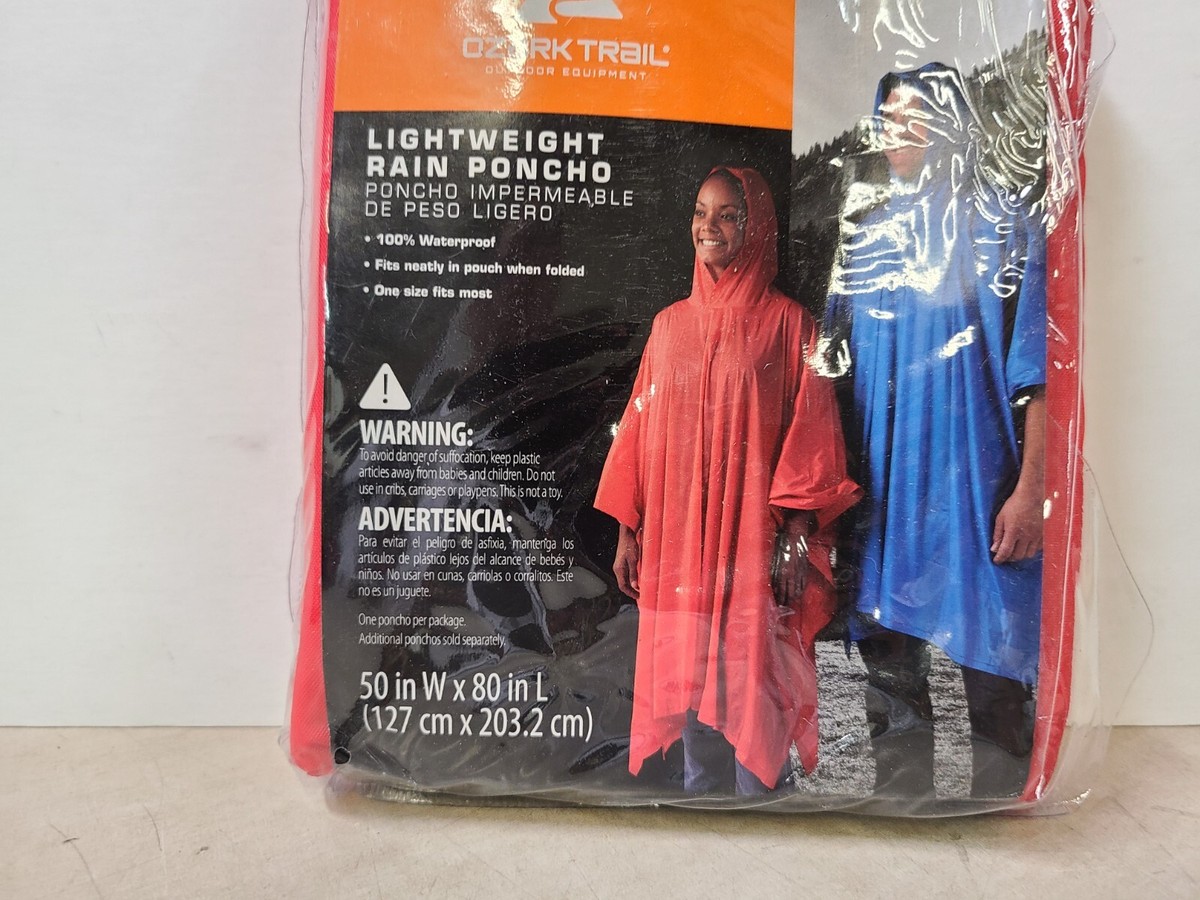 OZARK TRAIL
OUTDOOR EQUIPMENT
LIGHTWEIGHT
RAIN PONCHO
PONCHO IMPERMEABLE
DE PESO LIGERO
• 100% Waterproof
• Fits neatly in pouch when folded
• One size fits most
WARNING:
To avoid danger of suffocation, keep plastic
articles away from babies and children. Do not
use in cribs, carriages or playpens. This is not a toy.
ADVERTENCIA:
Para evitar el peligro de asfixia, mantenga los
artículos de plástico lejos del alcance de bebés y
niños. No usar en cunas, carriolas o corralitos. Este
no es un juguete.
One poncho per package.
Additional ponchos sold separately.
50 in W x 80 in L
(127 cm x 203.2 cm)